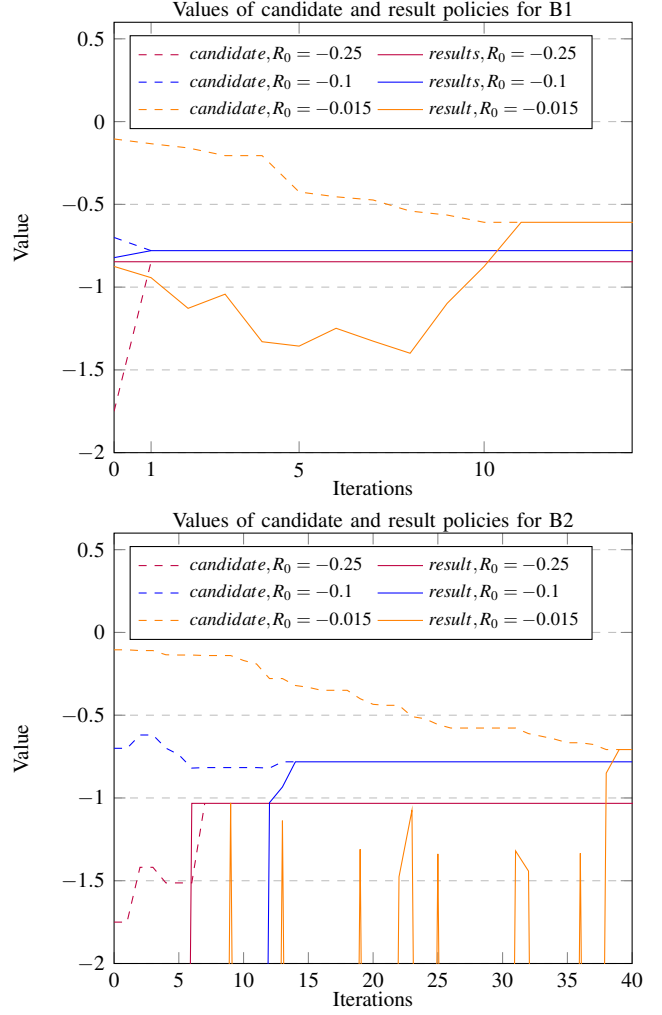 Values of candidate and result policies for B1
candidate, R₀ = −0.25 results, R₀ = −0.25
candidate, R₀ = −0.1 results, R₀ = −0.1
candidate, R₀ = −0.015 result, R₀ = −0.015
0.5
0
−0.5
−1
−1.5
−2
Value
0 1 5 10
Iterations
Values of candidate and result policies for B2
candidate, R₀ = −0.25 result, R₀ = −0.25
candidate, R₀ = −0.1 result, R₀ = −0.1
candidate, R₀ = −0.015 result, R₀ = −0.015
0.5
0
−0.5
−1
−1.5
−2
Value
0 5 10 15 20 25 30 35 40
Iterations